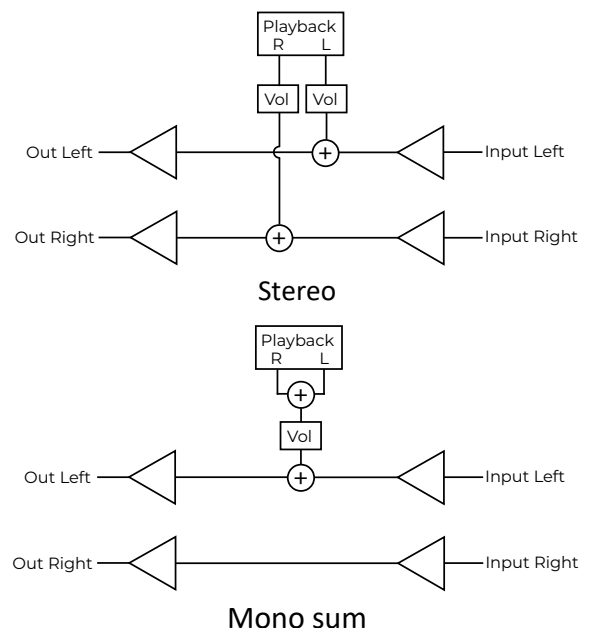 Playback
R L
Vol Vol
Out Left + Input Left
Out Right + Input Right
Stereo
Playback
R L
+
Vol
Out Left + Input Left
Out Right Input Right
Mono sum